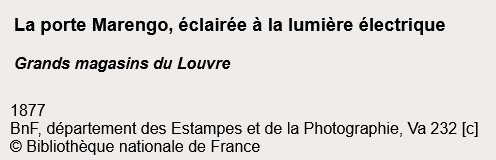 La porte Marengo, éclairée à la lumière électrique
Grands magasins du Louvre
1877
BnF, département des Estampes et de la Photographie, Va 232 [c]
© Bibliothèque nationale de France